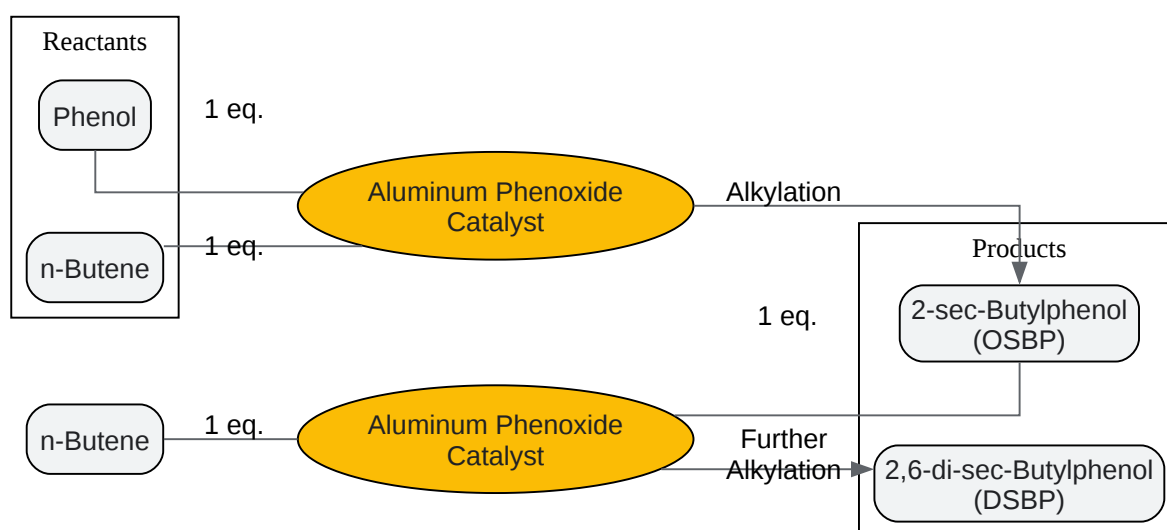 Reactants
Phenol
1 eq.
Aluminum Phenoxide
Catalyst
Alkylation
n-Butene
1 eq.
Products
2-sec-Butylphenol
(OSBP)
1 eq.
n-Butene
1 eq.
Aluminum Phenoxide
Catalyst
Further
Alkylation
2,6-di-sec-Butylphenol
(DSBP)